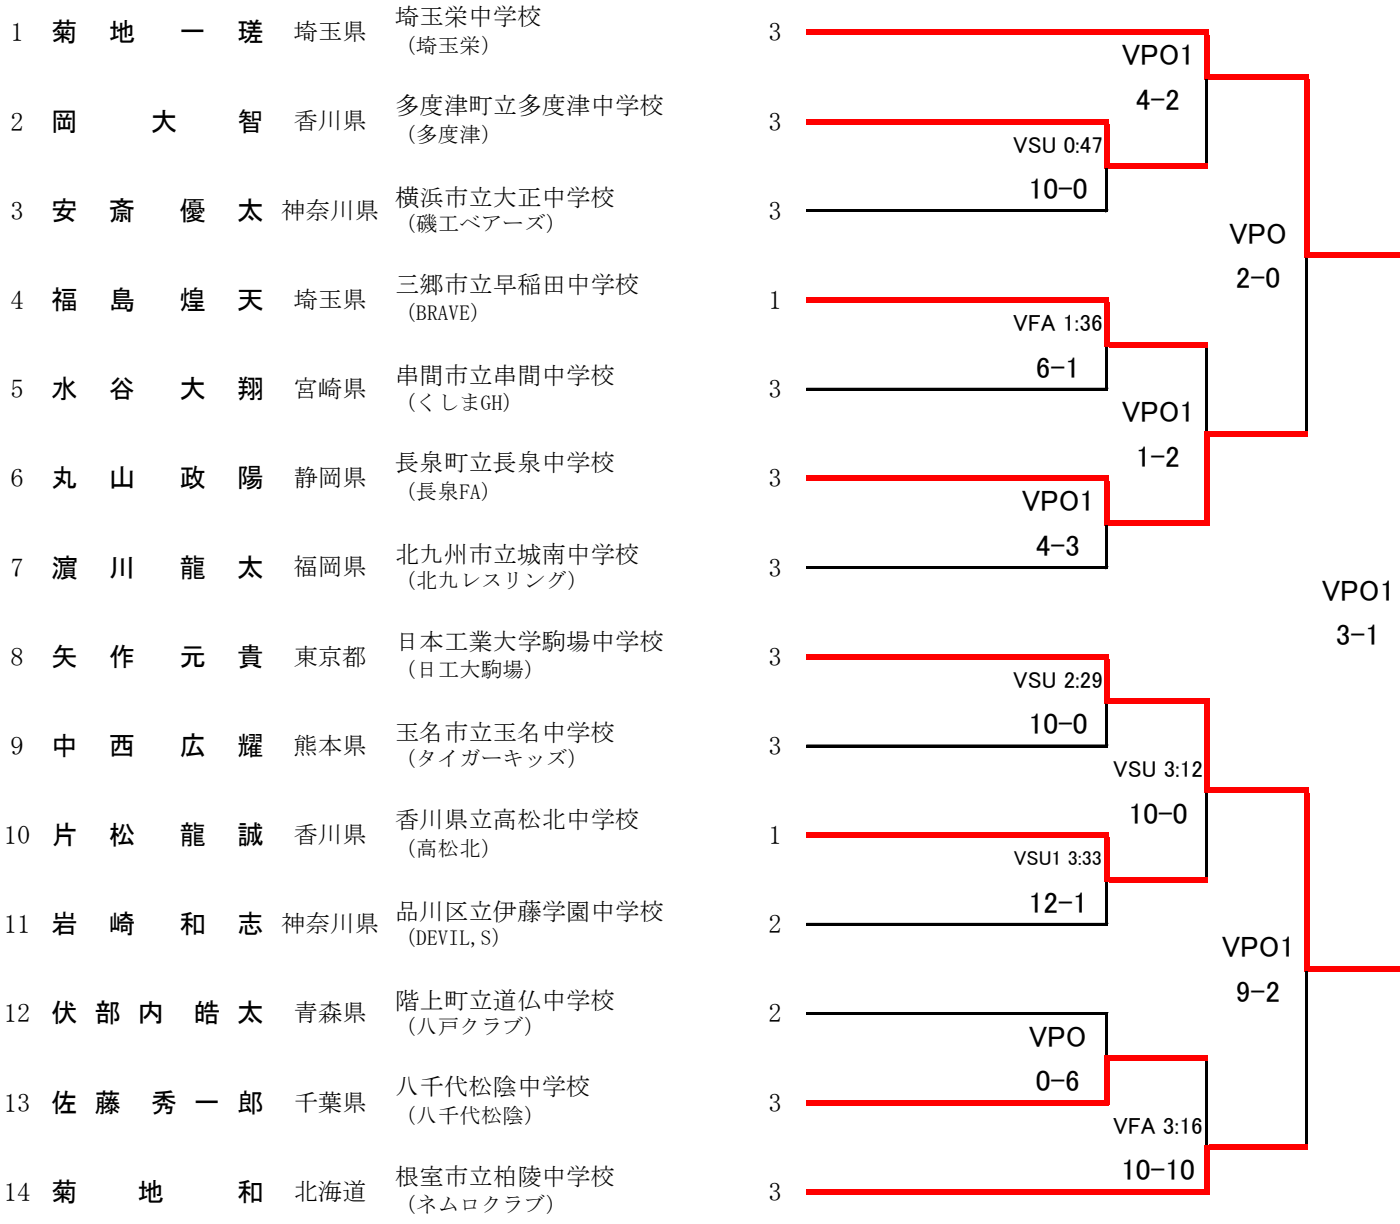 1 菊地 一瑳 埼玉県 埼玉栄中学校 3
(埼玉栄)
VPO1
4-2
2 岡 大智 香川県 多度津町立多度津中学校 3
(多度津)
VSU 0:47
10-0
3 安斎 優太 神奈川県 横浜市立大正中学校 3
(磯工ベアーズ)
VPO
2-0
4 福島 煌天 埼玉県 三郷市立早稲田中学校 1
(BRAVE)
VFA 1:36
6-1
5 水谷 大翔 宮崎県 串間市立串間中学校 3
(くしまGH)
VPO1
1-2
6 丸山 政陽 静岡県 長泉町立長泉中学校 3
(長泉FA)
VPO1
4-3
7 濵川 龍太 福岡県 北九州市立城南中学校 3
(北九レスリング)
VPO1
3-1
8 矢作 元貴 東京都 日本工業大学駒場中学校 3
(日工大駒場)
VSU 2:29
10-0
9 中西 広耀 熊本県 玉名市立玉名中学校 3
(タイガーキッズ)
VSU 3:12
10-0
10 片松 龍誠 香川県 香川県立高松北中学校 1
(高松北)
VSU1 3:33
12-1
11 岩崎 和志 神奈川県 品川区立伊藤学園中学校 2
(DEVIL,S)
VPO1
9-2
12 伏部内 皓太 青森県 階上町立道仏中学校 2
(八戸クラブ)
VPO
0-6
13 佐藤 秀一郎 千葉県 八千代松陰中学校 3
(八千代松陰)
VFA 3:16
10-10
14 菊地 和 北海道 根室市立柏陵中学校 3
(ネムロクラブ)